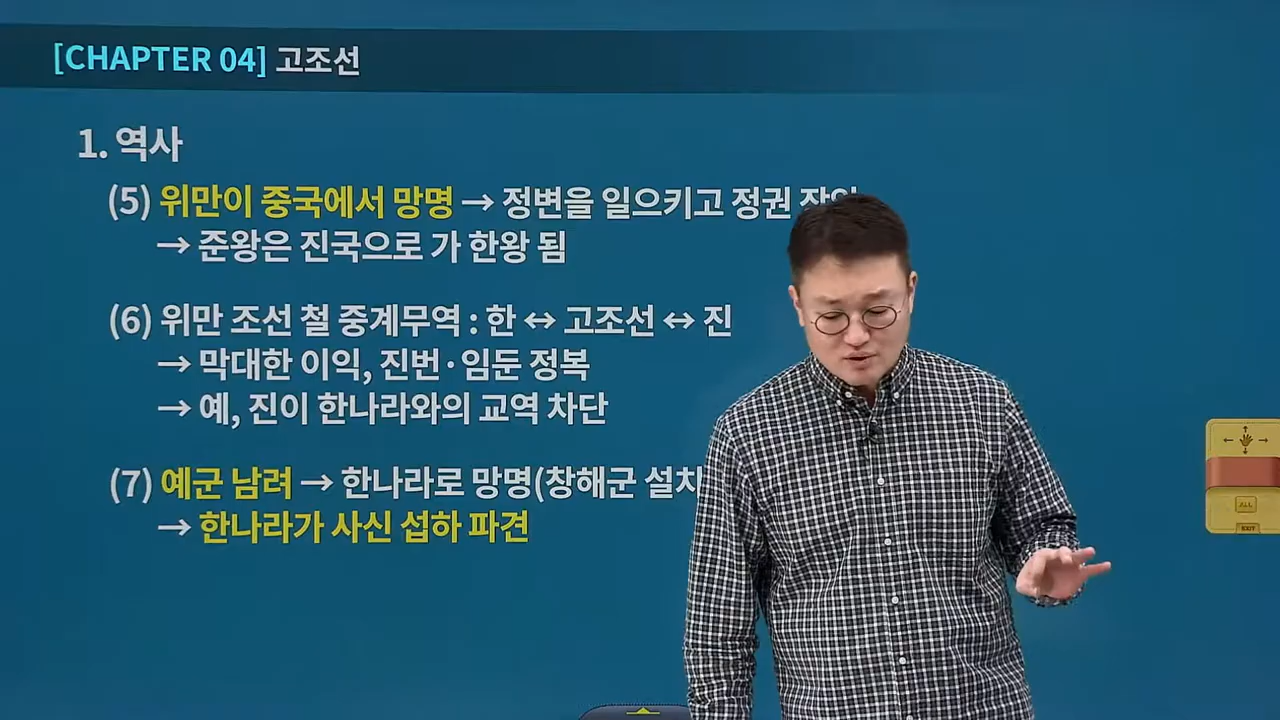 [CHAPTER 04] 고조선
1. 역사
(5) 위만이 중국에서 망명 → 정변을 일으키고 정권
→ 준왕은 진국으로 가 한왕 됨
(6) 위만 조선 철 중계무역 : 한 ↔ 고조선 ↔ 진
→ 막대한 이익, 진번·임둔 정복
→ 예, 진이 한나라와의 교역 차단
(7) 예군 남려 → 한나라로 망명(창해군 설치
→ 한나라가 사신 섭하 파견
ALL
EXIT